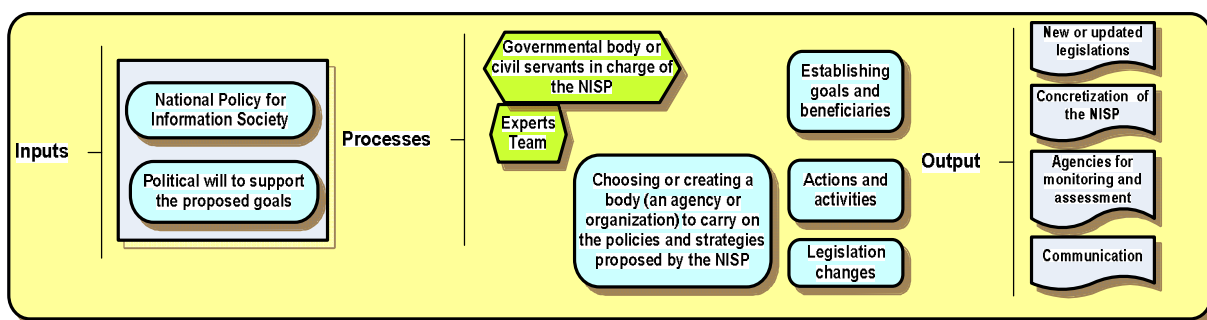 Inputs
National Policy for
Information Society
Political will to support
the proposed goals
Processes
Governmental body or
civil servants in charge of
the NISP
Experts
Team
Choosing or creating a
body (an agency or
organization) to carry on
the policies and strategies
proposed by the NISP
Establishing
goals and
beneficiaries
Actions and
activities
Legislation
changes
Output
New or updated
legislations
Concretization of
the NISP
Agencies for
monitoring and
assessment
Communication